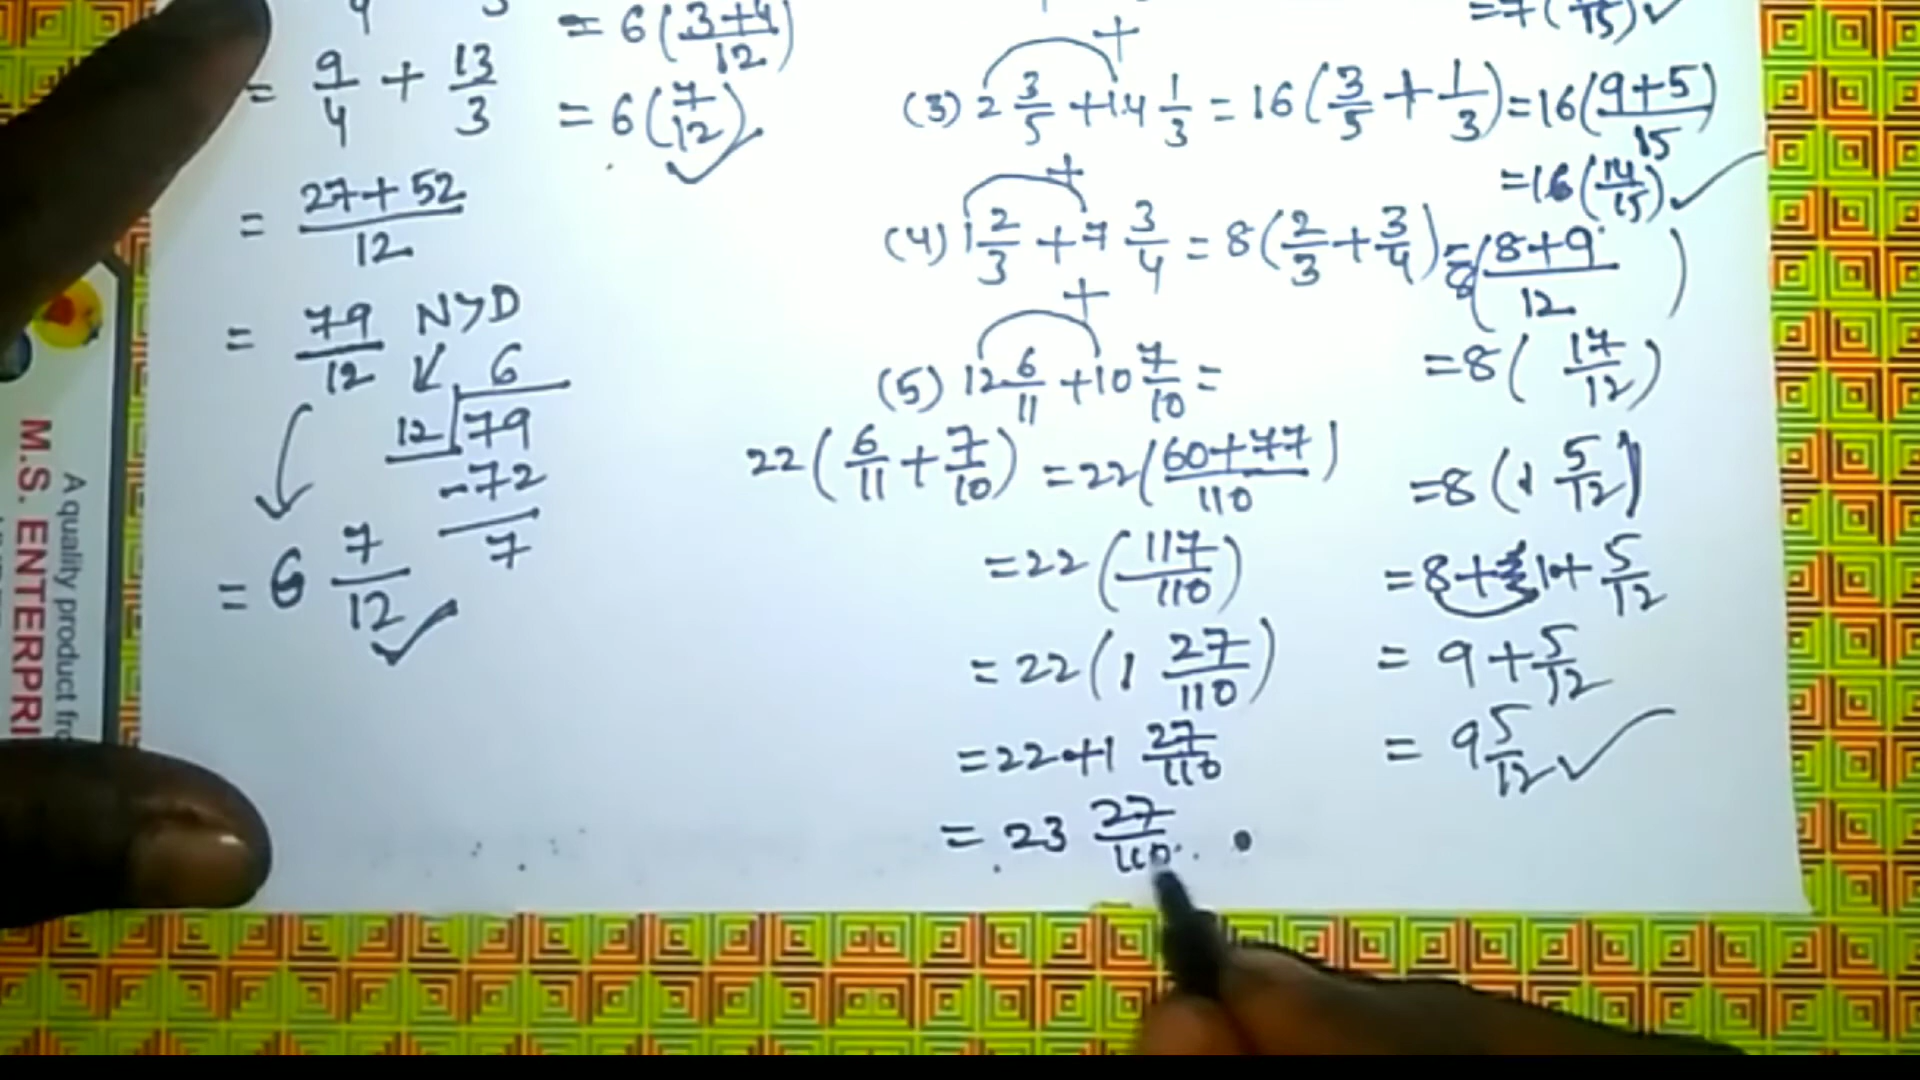 = 9/4 + 13/3
= 27+52/12
= 79/12 N>D
6
12 79
-72
7
= 6 7/12
= 6(3+4/12)
= 6(7/12)
(3) 2 3/5 + 14 1/3 = 16(3/5 + 1/3) = 16(9+5/15)
= 16(14/15)
(4) 1 2/3 + 7 3/4 = 8(2/3 + 3/4) = 8(8+9/12)
= 8(17/12)
= 8(1 5/12)
= 8+1+ 5/12
= 9+ 5/12
= 9 5/12
(5) 12 6/11 + 10 7/10 =
22(6/11 + 7/10) = 22(60+77/110)
= 22(117/110)
= 22(1 27/110)
= 22+1 27/110
= 23 27/110
A quality product
M.S. ENTERPRI